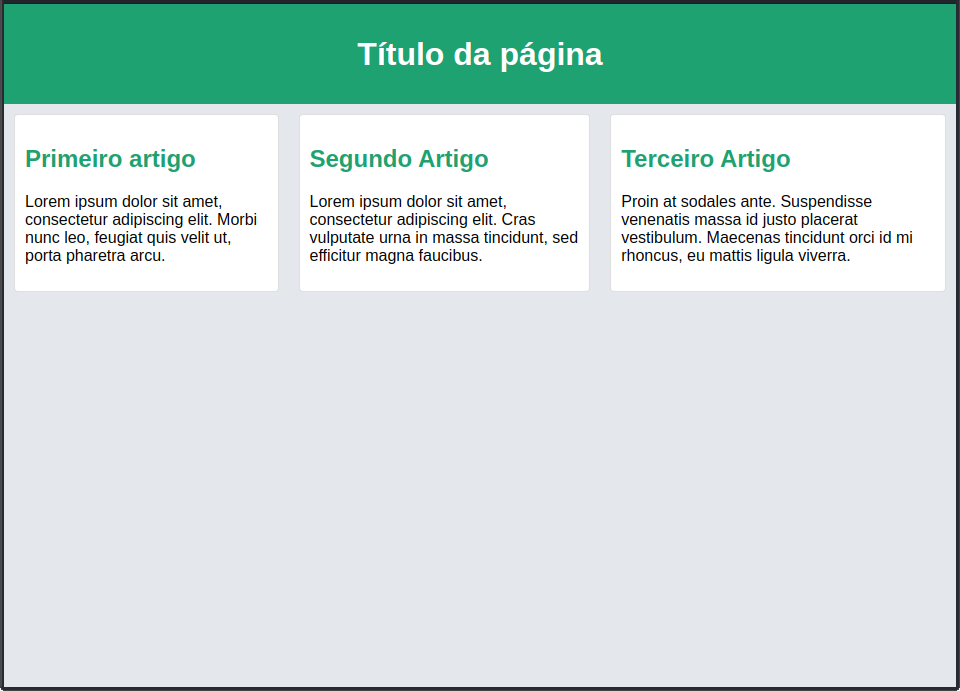 Título da página
Primeiro artigo
Lorem ipsum dolor sit amet,
consectetur adipiscing elit. Morbi
nunc leo, feugiat quis velit ut,
porta pharetra arcu.
Segundo Artigo
Lorem ipsum dolor sit amet,
consectetur adipiscing elit. Cras
vulputate urna in massa tincidunt, sed
efficitur magna faucibus.
Terceiro Artigo
Proin at sodales ante. Suspendisse
venenatis massa id justo placerat
vestibulum. Maecenas tincidunt orci id mi
rhoncus, eu mattis ligula viverra.